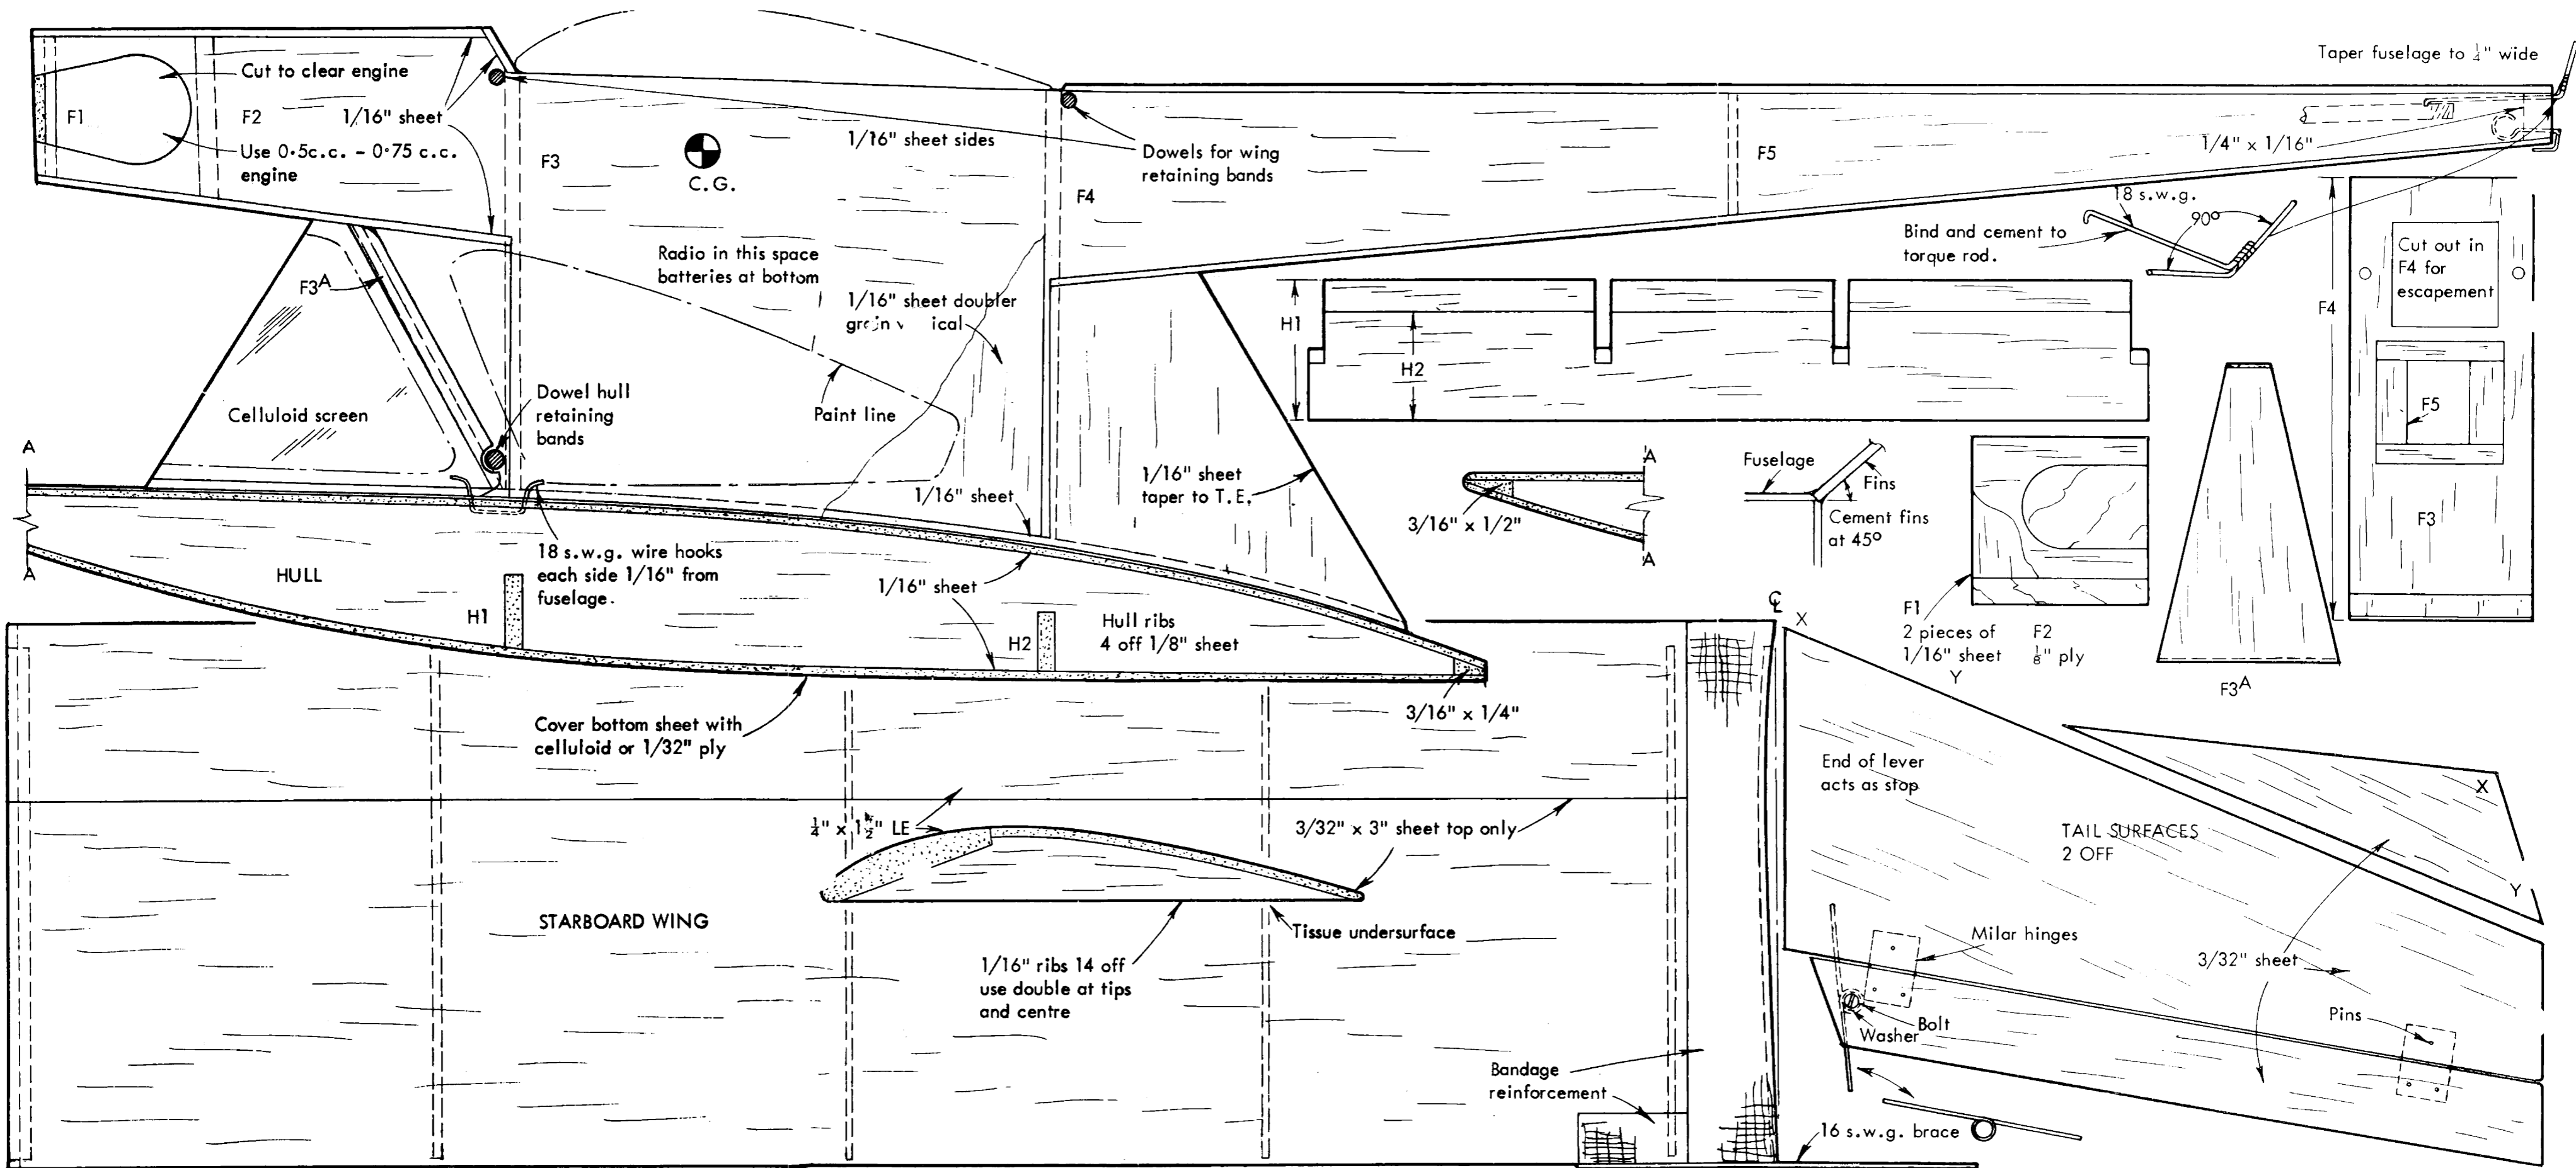 Taper fuselage to ¼" wide
Cut to clear engine
F1
F2
1/16" sheet
Use 0·5c.c. - 0·75 c.c.
engine
F3
C.G.
1/16" sheet sides
Dowels for wing
retaining bands
F4
F5
1/4" x 1/16"
18 s.w.g.
90º
Bind and cement to
torque rod.
Cut out in
F4 for
escapement
F4
F5
F3
Radio in this space
batteries at bottom
1/16" sheet doubler
F3A
Celluloid screen
Dowel hull
retaining
bands
Paint line
H1
H2
1/16" sheet
taper to T.E.
1/16" sheet
A
A
3/16" x 1/2"
A
A
Fuselage
Fins
Cement fins
at 45º
F1
2 pieces of
1/16" sheet
F2
⅛" ply
F3A
HULL
18 s.w.g. wire hooks
each side 1/16" from
fuselage.
1/16" sheet
H1
H2
Hull ribs
4 off 1/8" sheet
3/16" x 1/4"
Cover bottom sheet with
celluloid or 1/32" ply
℄
X
Y
End of lever
acts as stop
X
Y
TAIL SURFACES
2 OFF
3/32" sheet
Milar hinges
Bolt
Washer
Pins
¼" x 1½" LE
3/32" x 3" sheet top only
STARBOARD WING
Tissue undersurface
1/16" ribs 14 off
use double at tips
and centre
Bandage
reinforcement
16 s.w.g. brace